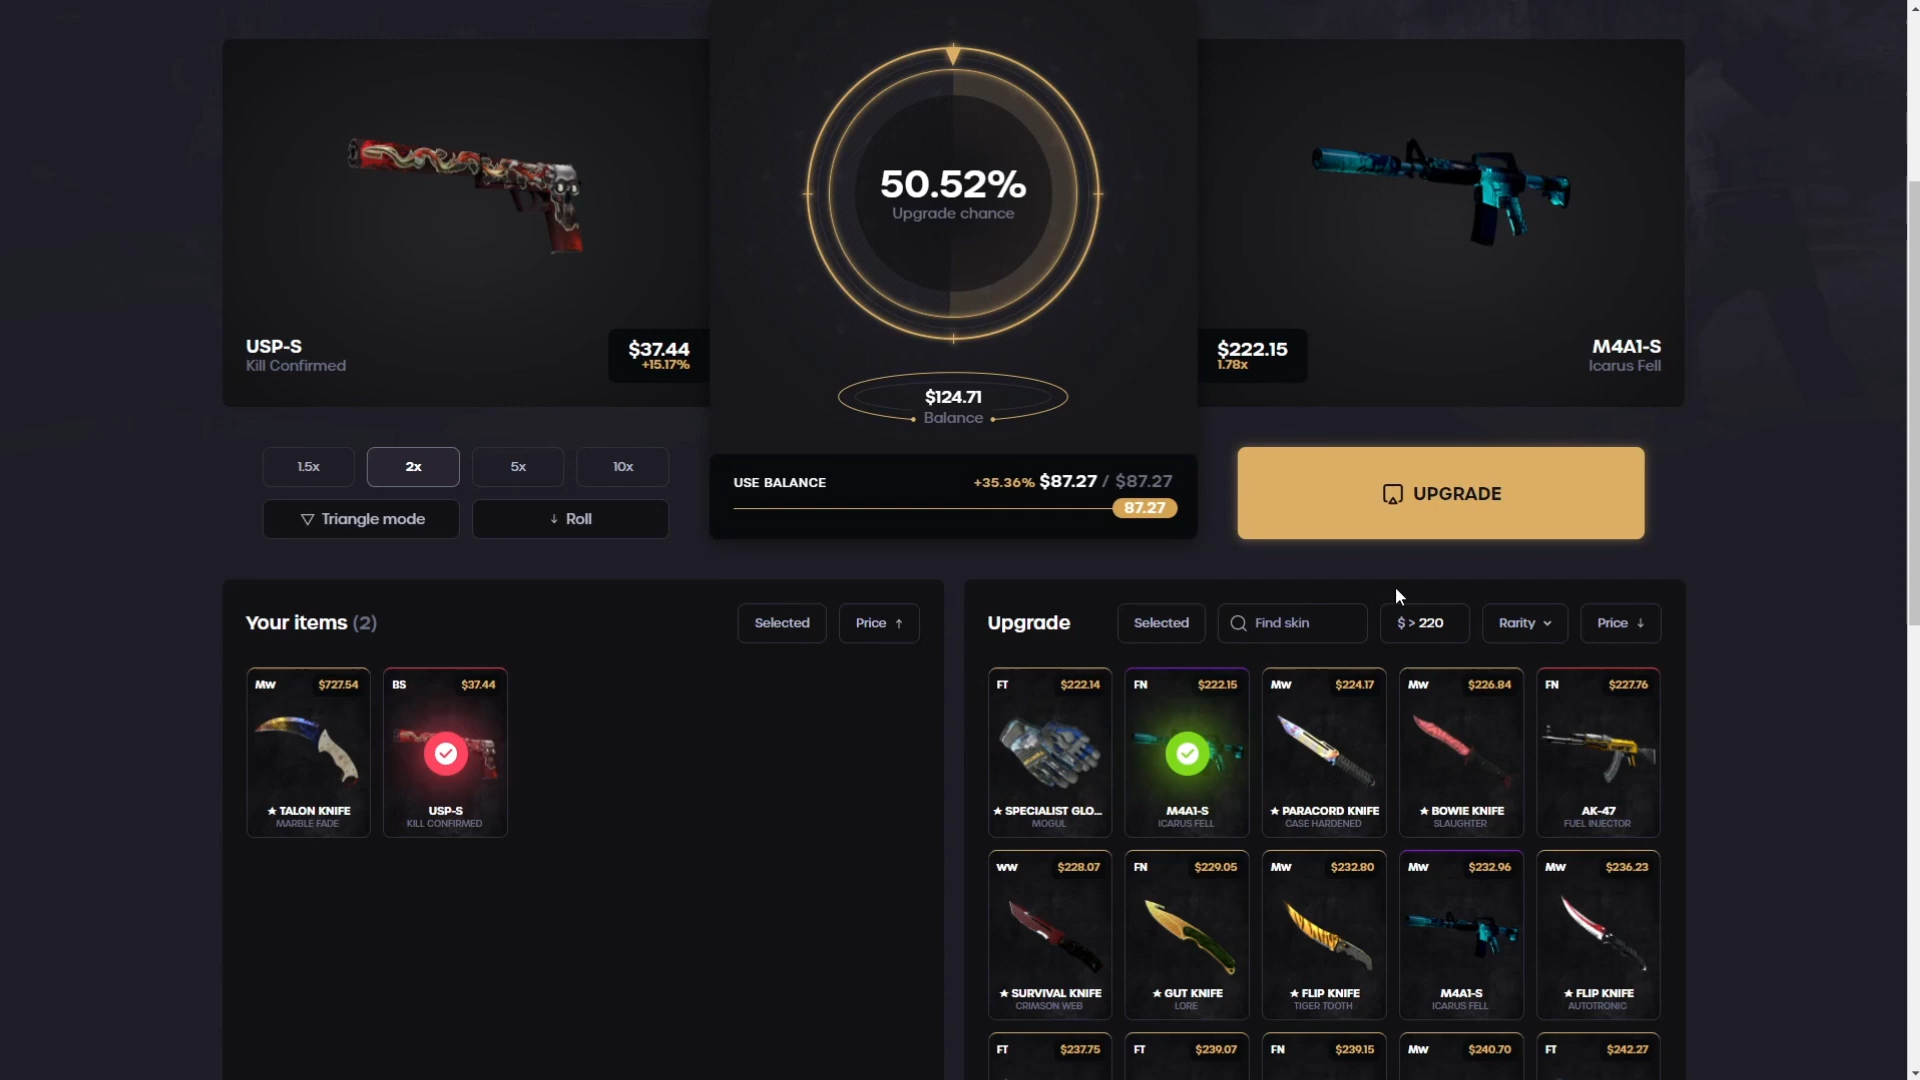 50.52%
Upgrade chance
USP-S
Kill Confirmed
$37.44
+15.17%
$222.15
1.78x
M4A1-S
Icarus Fell
$124.71
Balance
1.5x
2x
5x
10x
Triangle mode
↓ Roll
USE BALANCE
+35.36% $87.27 / $87.27
87.27
UPGRADE
Your items (2)
Selected
Price ↑
Upgrade
Selected
Find skin
$ > 220
Rarity
Price ↓
MW $727.54
★ TALON KNIFE
MARBLE FADE
BS $37.44
USP-S
KILL CONFIRMED
FT $222.14
★ SPECIALIST GLO...
MOGUL
FN $222.15
M4A1-S
ICARUS FELL
MW $224.17
★ PARACORD KNIFE
CASE HARDENED
MW $226.84
★ BOWIE KNIFE
SLAUGHTER
FN $227.76
AK-47
FUEL INJECTOR
WW $228.07
★ SURVIVAL KNIFE
CRIMSON WEB
FN $229.05
★ GUT KNIFE
LORE
MW $232.80
★ FLIP KNIFE
TIGER TOOTH
MW $232.96
M4A1-S
ICARUS FELL
MW $236.23
★ FLIP KNIFE
AUTOTRONIC
FT $237.75
FT $239.07
FN $239.15
MW $240.70
FT $242.27